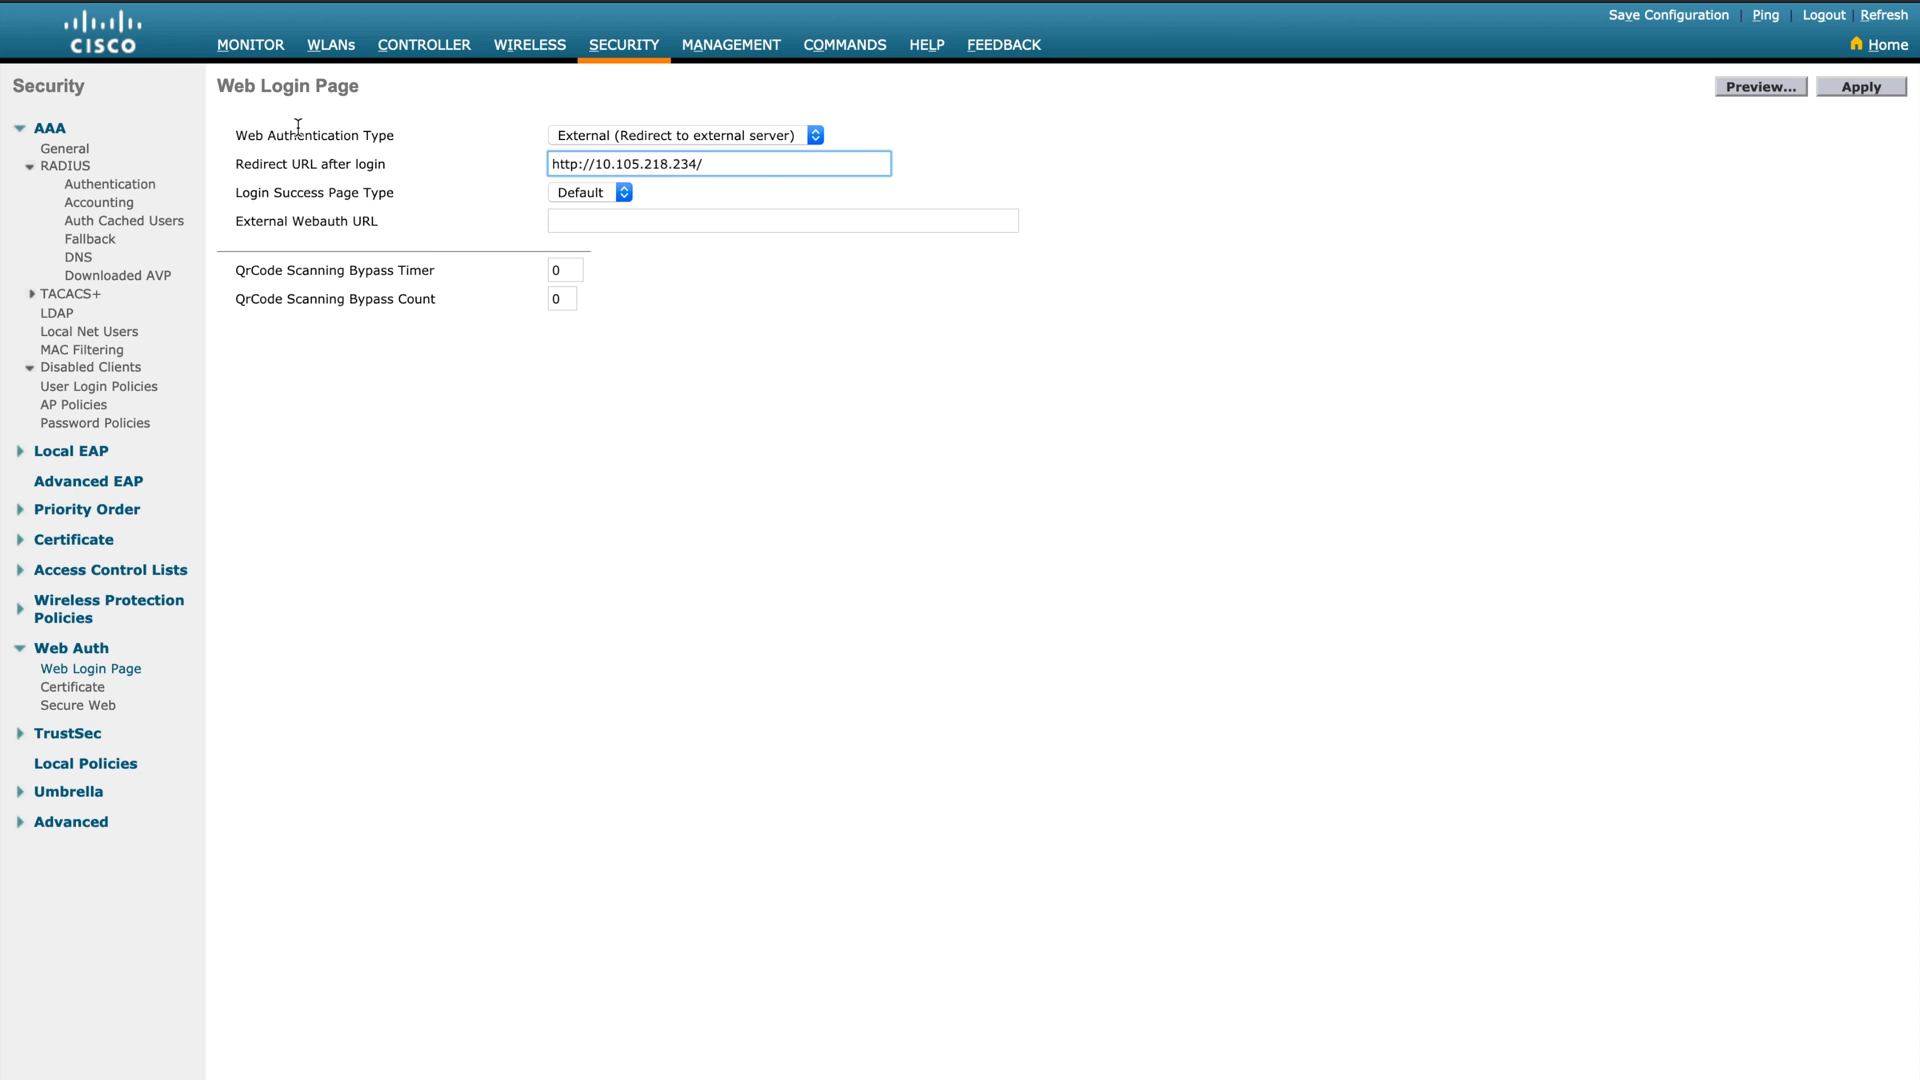 CISCO
MONITOR WLANs CONTROLLER WIRELESS SECURITY MANAGEMENT COMMANDS HELP FEEDBACK
Save Configuration | Ping | Logout | Refresh
Home
Security
AAA
General
RADIUS
Authentication
Accounting
Auth Cached Users
Fallback
DNS
Downloaded AVP
TACACS+
LDAP
Local Net Users
MAC Filtering
Disabled Clients
User Login Policies
AP Policies
Password Policies
Local EAP
Advanced EAP
Priority Order
Certificate
Access Control Lists
Wireless Protection
Policies
Web Auth
Web Login Page
Certificate
Secure Web
TrustSec
Local Policies
Umbrella
Advanced
Web Login Page
Preview... Apply
Web Authentication Type External (Redirect to external server)
Redirect URL after login http://10.105.218.234/
Login Success Page Type Default
External Webauth URL
QrCode Scanning Bypass Timer 0
QrCode Scanning Bypass Count 0